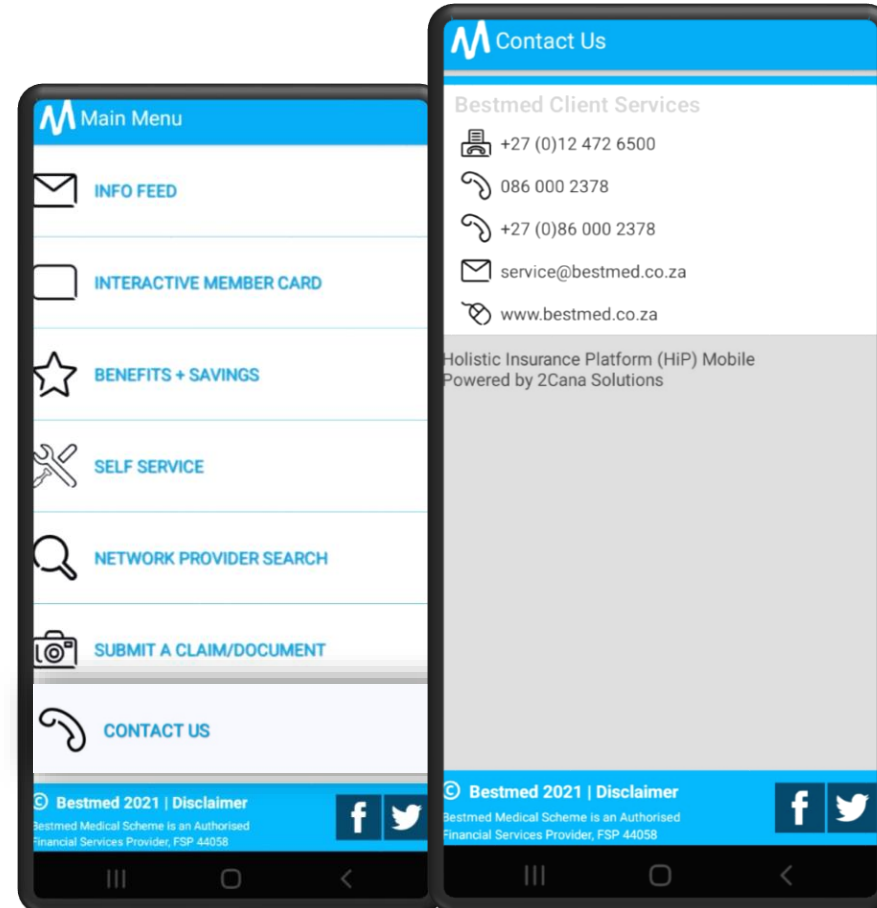 Main Menu
INFO FEED
INTERACTIVE MEMBER CARD
BENEFITS + SAVINGS
SELF SERVICE
NETWORK PROVIDER SEARCH
SUBMIT A CLAIM/DOCUMENT
CONTACT US
© Bestmed 2021 | Disclaimer
Bestmed Medical Scheme is an Authorised
Financial Services Provider, FSP 44058
Contact Us
Bestmed Client Services
+27 (0)12 472 6500
086 000 2378
+27 (0)86 000 2378
service@bestmed.co.za
www.bestmed.co.za
Holistic Insurance Platform (HiP) Mobile
Powered by 2Cana Solutions
© Bestmed 2021 | Disclaimer
Bestmed Medical Scheme is an Authorised
Financial Services Provider, FSP 44058